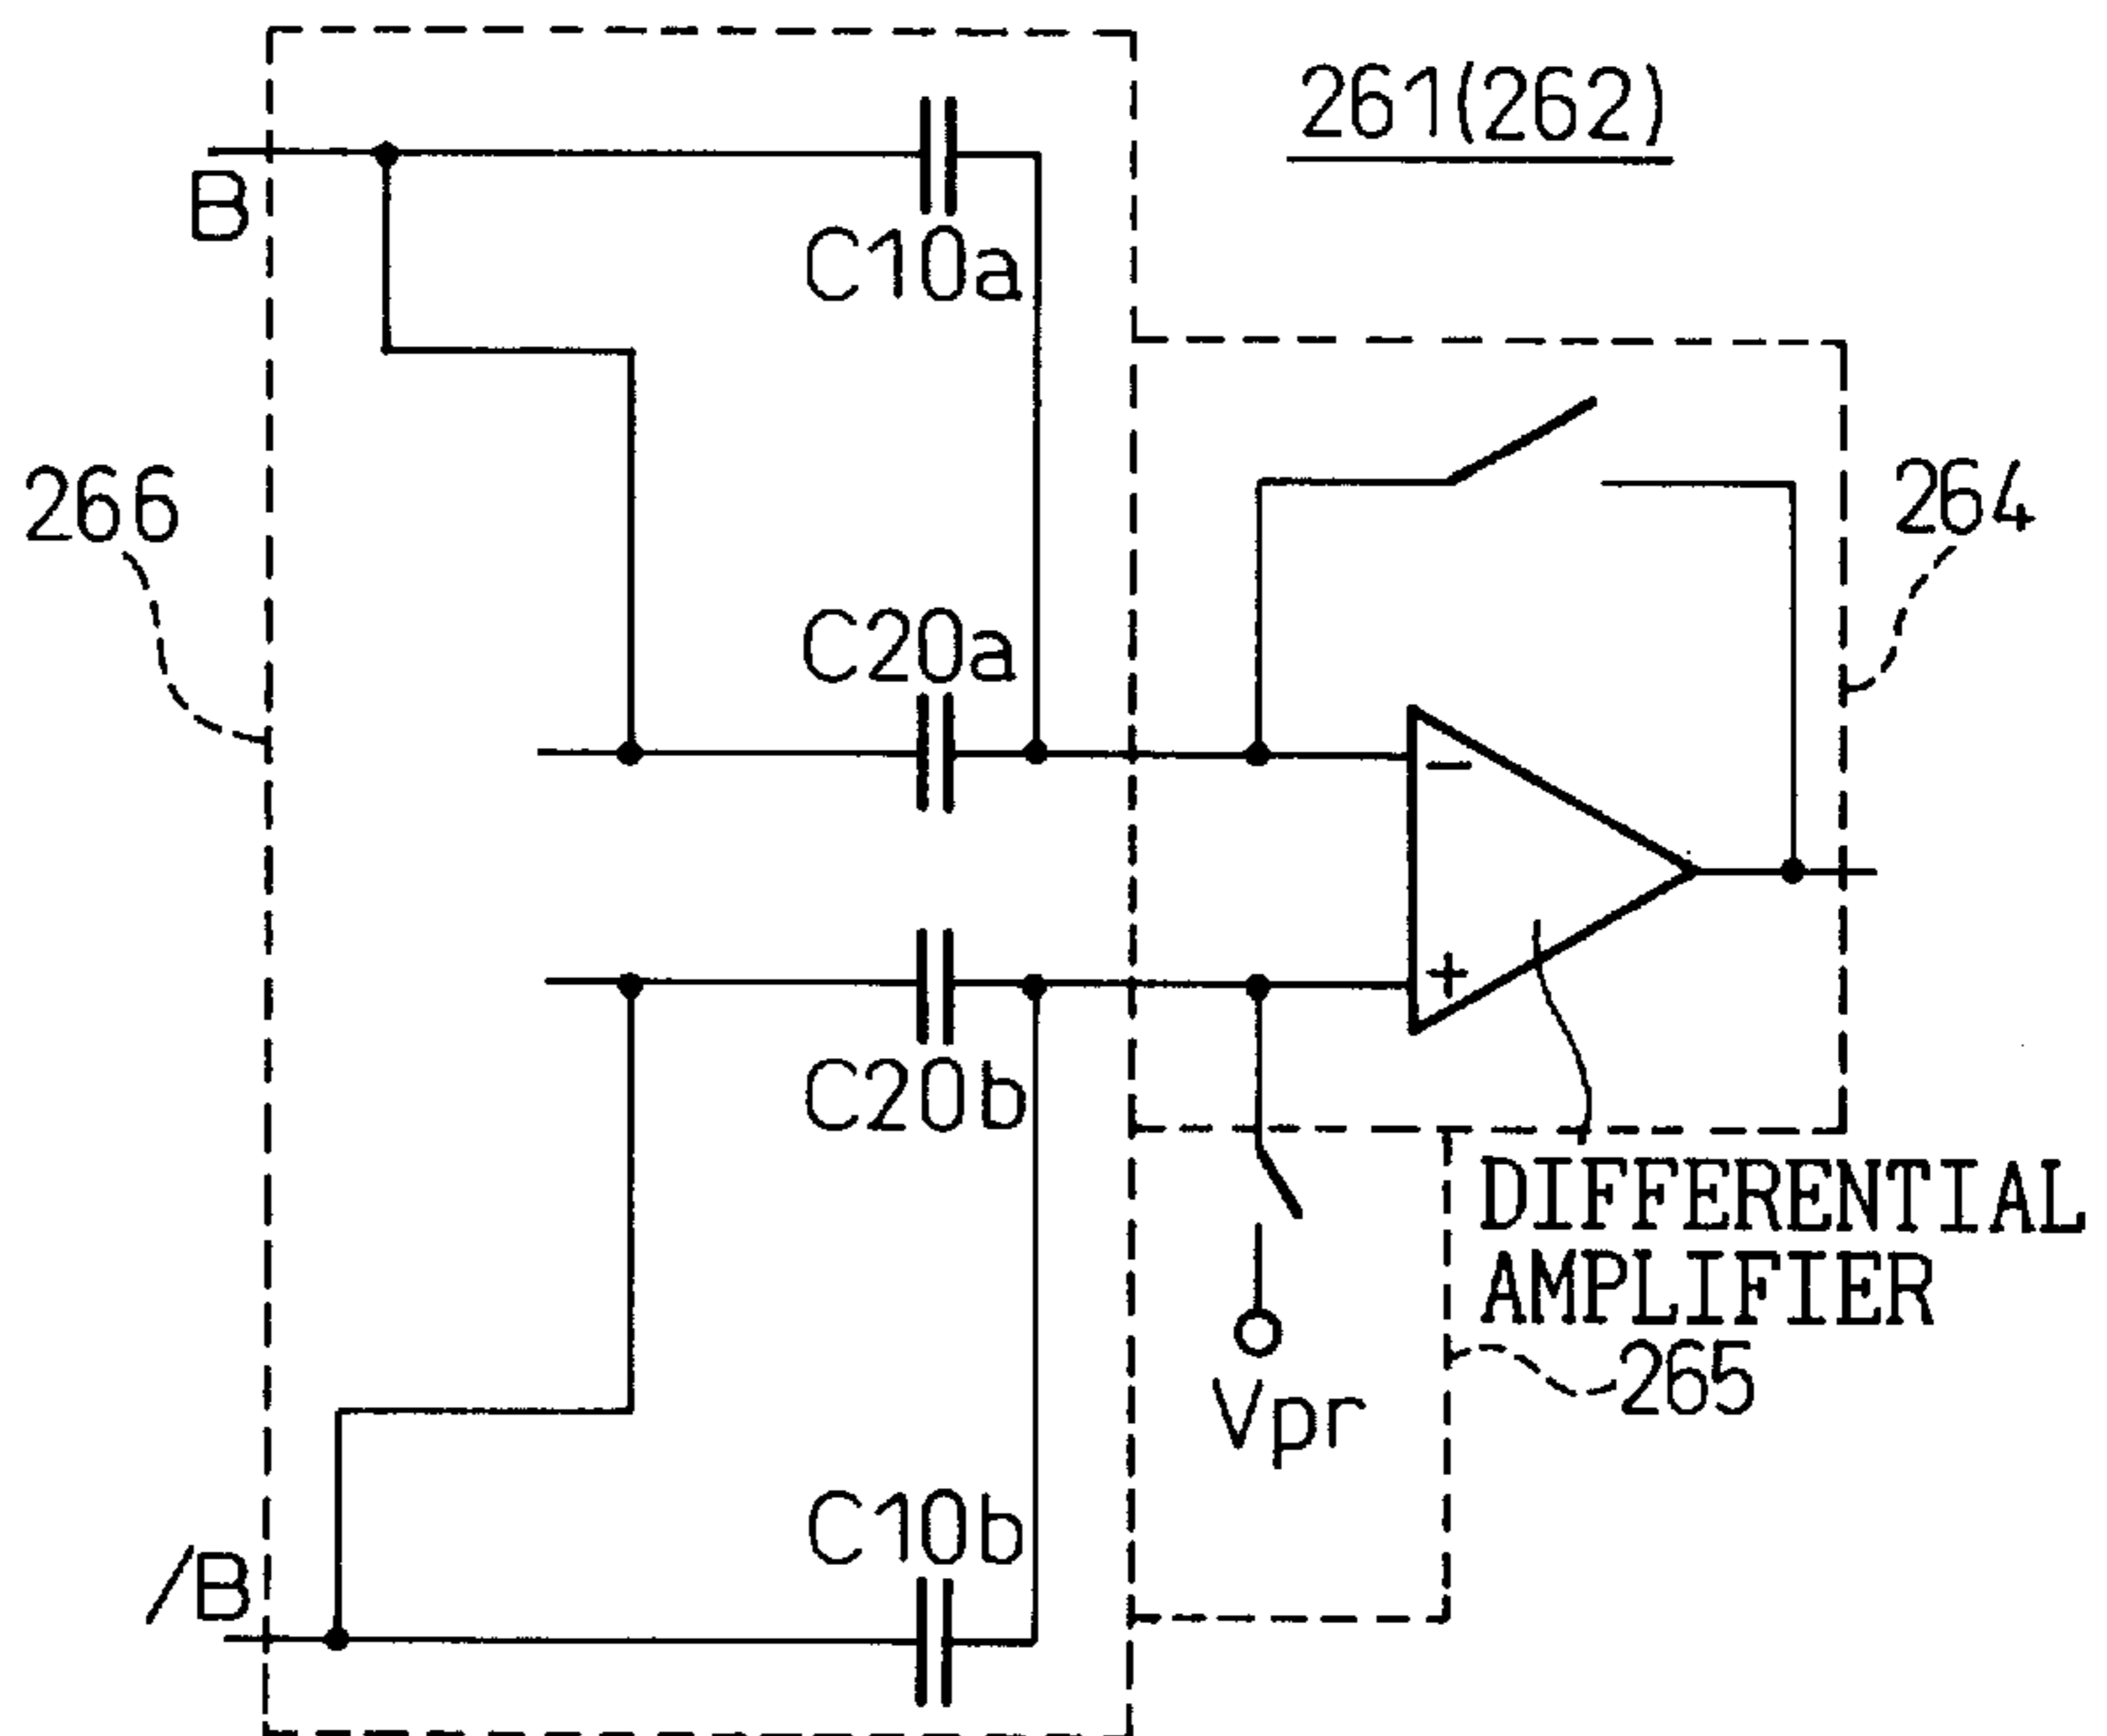 261(262)
B
C10a
266
264
C20a
−
+
C20b
DIFFERENTIAL
AMPLIFIER
265
Vpr
C10b
/B